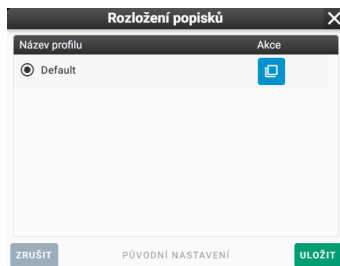 Rozložení popisků
Název profilu Akce
Default
ZRUŠIT PŮVODNÍ NASTAVENÍ ULOŽIT